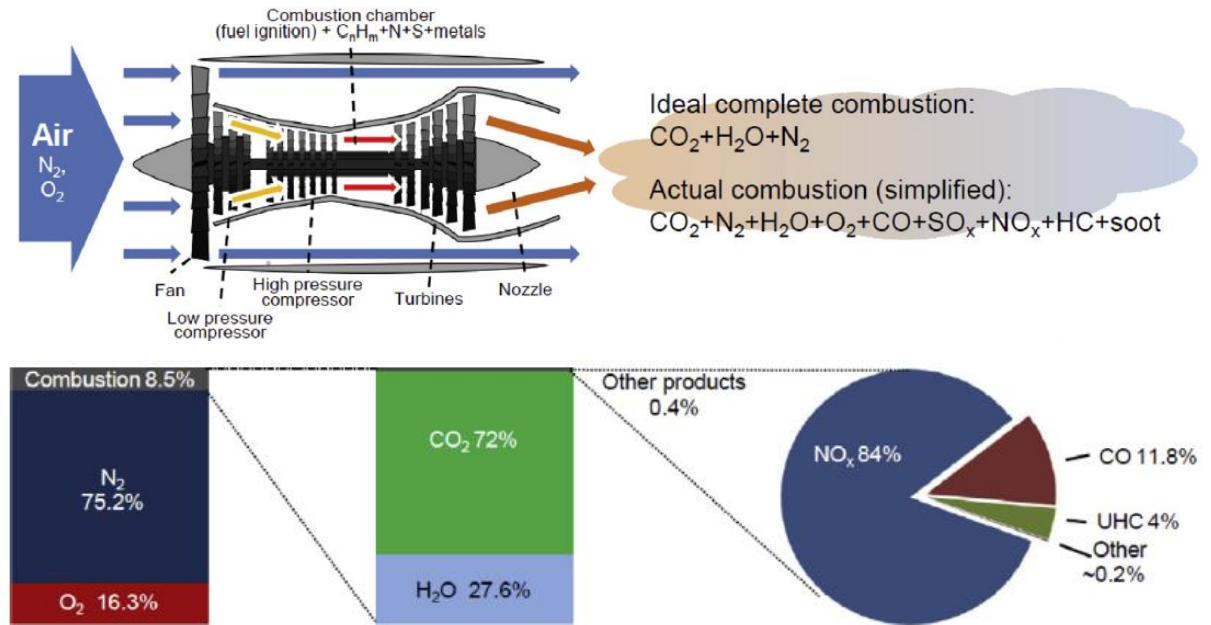 Combustion chamber
(fuel ignition) + CₙHₘ+N+S+metals
Air
N₂,
O₂
Ideal complete combustion:
CO₂+H₂O+N₂
Actual combustion (simplified):
CO₂+N₂+H₂O+O₂+CO+SOₓ+NOₓ+HC+soot
Fan
Low pressure
compressor
High pressure
compressor
Turbines
Nozzle
Combustion 8.5%
N₂
75.2%
O₂ 16.3%
CO₂ 72%
H₂O 27.6%
Other products
0.4%
NOₓ 84%
CO 11.8%
UHC 4%
Other
~0.2%